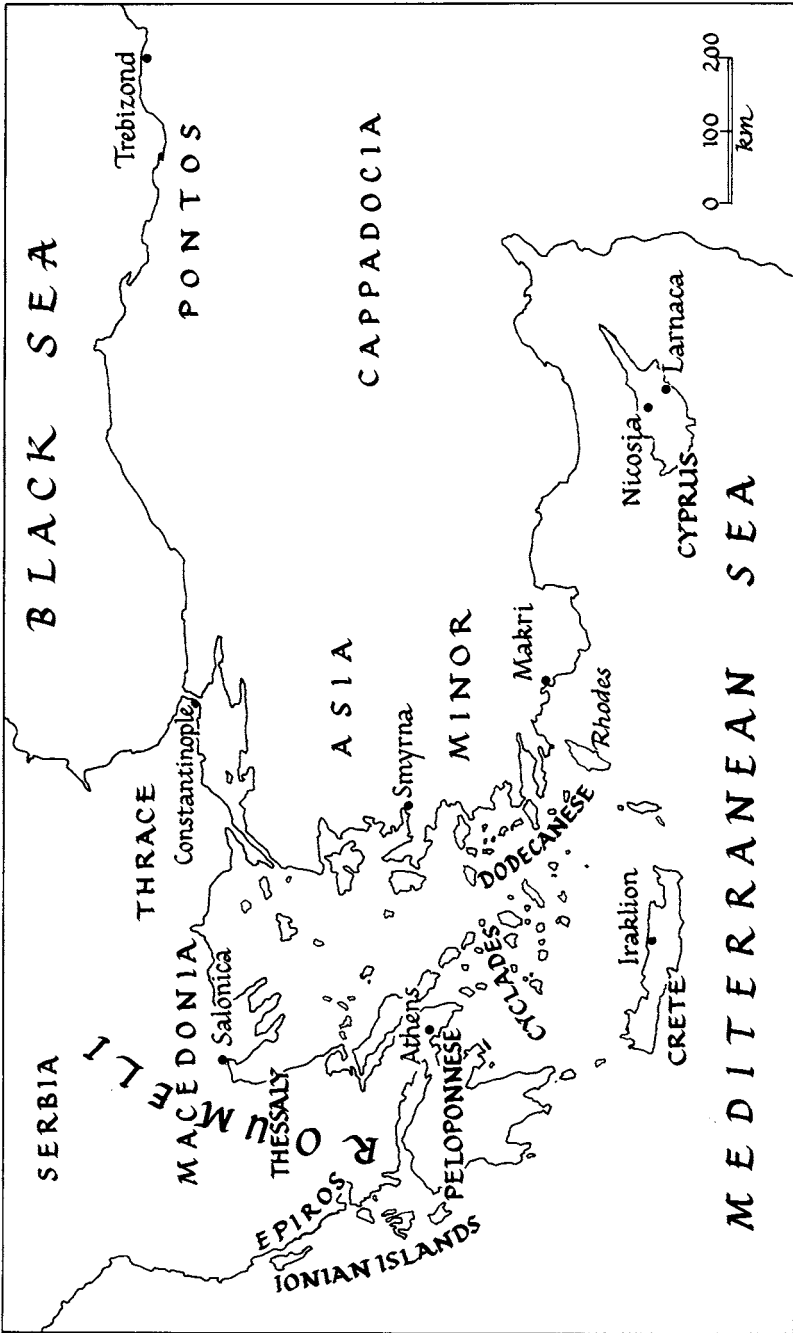 BLACK SEA
Trebizond
PONTOS
CAPPADOCIA
SERBIA
THRACE
Constantinople
MACEDONIA
Salonica
ROUMELI
THESSALY
EPIROS
IONIAN ISLANDS
ASIA
MINOR
Smyrna
Athens
PELOPONNESE
CYCLADES
DODECANESE
Makri
Rhodes
Nicosia
Larnaca
CYPRUS
Iraklion
CRETE
MEDITERRANEAN SEA
0 100 200
km